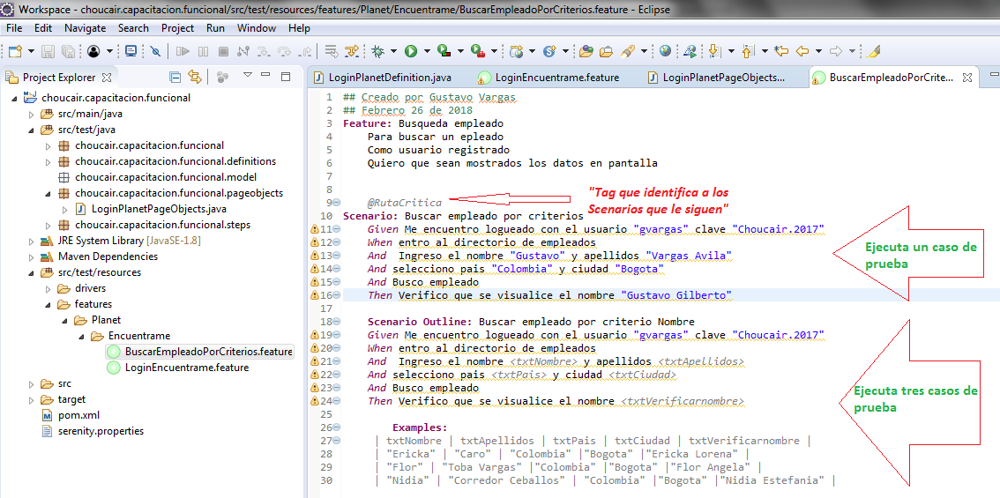 Workspace - choucair.capacitacion.funcional/src/test/resources/features/Planet/Encuentrame/BuscarEmpleadoPorCriterios.feature - Eclipse
File Edit Navigate Search Project Run Window Help
Project Explorer
LoginPlanetDefinition.java LoginEncuentrame.feature LoginPlanetPageObjects... BuscarEmpleadoPorCrite...
choucair.capacitacion.funcional
src/main/java
src/test/java
choucair.capacitacion.funcional
choucair.capacitacion.funcional.definitions
choucair.capacitacion.funcional.model
choucair.capacitacion.funcional.pageobjects
LoginPlanetPageObjects.java
choucair.capacitacion.funcional.steps
JRE System Library [JavaSE-1.8]
Maven Dependencies
src/test/resources
drivers
features
Planet
Encuentrame
BuscarEmpleadoPorCriterios.feature
LoginEncuentrame.feature
src
target
pom.xml
serenity.properties
1 ## Creado por Gustavo Vargas
2 ## Febrero 26 de 2018
3 Feature: Busqueda empleado
4 Para buscar un epleado
5 Como usuario registrado
6 Quiero que sean mostrados los datos en pantalla
7
8
9 @RutaCritica
10 Scenario: Buscar empleado por criterios
11 Given Me encuentro logueado con el usuario "gvargas" clave "Choucair.2017"
12 When entro al directorio de empleados
13 And Ingreso el nombre "Gustavo" y apellidos "Vargas Avila"
14 And selecciono pais "Colombia" y ciudad "Bogota"
15 And Busco empleado
16 Then Verifico que se visualice el nombre "Gustavo Gilberto"
17
18 Scenario Outline: Buscar empleado por criterio Nombre
19 Given Me encuentro logueado con el usuario "gvargas" clave "Choucair.2017"
20 When entro al directorio de empleados
21 And Ingreso el nombre <txtNombre> y apellidos <txtApellidos>
22 And selecciono pais <txtPais> y ciudad <txtCiudad>
23 And Busco empleado
24 Then Verifico que se visualice el nombre <txtVerificarnombre>
25
26 Examples:
27 | txtNombre | txtApellidos | txtPais | txtCiudad | txtVerificarnombre |
28 | "Ericka" | "Caro" | "Colombia" |"Bogota" |"Ericka Lorena" |
29 | "Flor" | "Toba Vargas" |"Colombia" |"Bogota" |"Flor Angela" |
30 | "Nidia" | "Corredor Ceballos" | "Colombia" |"Bogota" |"Nidia Estefania" |
"Tag que identifica a los
Scenarios que le siguen"
Ejecuta un caso de
prueba
Ejecuta tres casos de
prueba